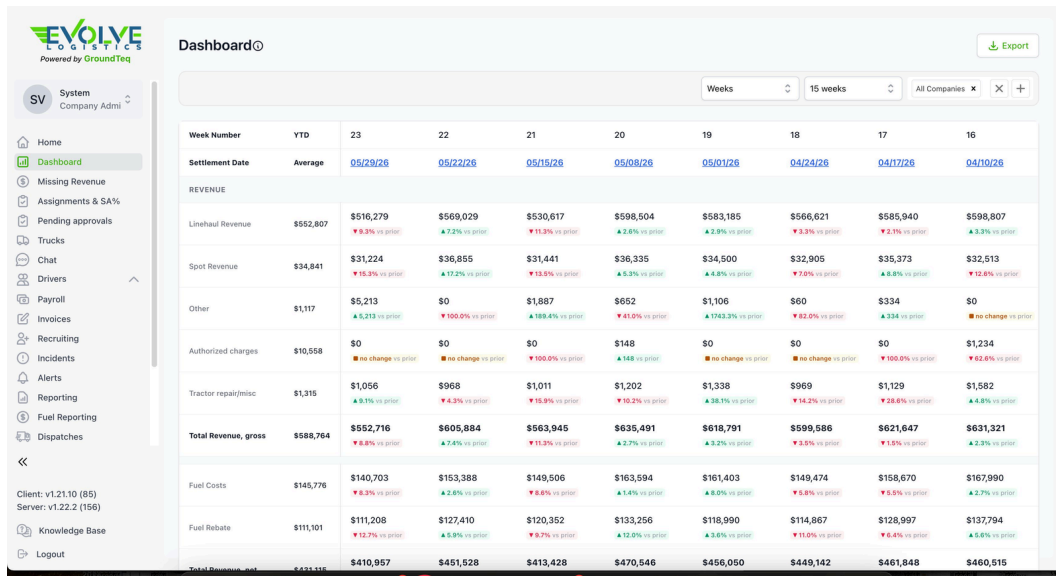 EVOLVE
LOGISTICS
Powered by GroundTeq
SV
System
Company Admi
Home
Dashboard
Missing Revenue
Assignments & SA%
Pending approvals
Trucks
Chat
Drivers
Payroll
Invoices
Recruiting
Incidents
Alerts
Reporting
Fuel Reporting
Dispatches
Client: v1.21.10 (85)
Server: v1.22.2 (156)
Knowledge Base
Logout
Dashboard
Export
Weeks
15 weeks
All Companies ×
Week Number YTD 23 22 21 20 19 18 17 16
Settlement Date Average 05/29/26 05/22/26 05/15/26 05/08/26 05/01/26 04/24/26 04/17/26 04/10/26
REVENUE
Linehaul Revenue $552,807 $516,279 $569,029 $530,617 $598,504 $583,185 $566,621 $585,940 $598,807
▼9.3% vs prior ▲7.2% vs prior ▼11.3% vs prior ▲2.6% vs prior ▲2.9% vs prior ▼3.3% vs prior ▼2.1% vs prior ▲3.3% vs prior
Spot Revenue $34,841 $31,224 $36,855 $31,441 $36,335 $34,500 $32,905 $35,373 $32,513
▼15.3% vs prior ▲17.2% vs prior ▼13.5% vs prior ▲5.3% vs prior ▲4.8% vs prior ▼7.0% vs prior ▲8.8% vs prior ▼12.6% vs prior
Other $1,117 $5,213 $0 $1,887 $652 $1,106 $60 $334 $0
▲5,213 vs prior ▼100.0% vs prior ▲189.4% vs prior ▼41.0% vs prior ▲1743.3% vs prior ▼82.0% vs prior ▲334 vs prior ■ no change vs prior
Authorized charges $10,558 $0 $0 $0 $148 $0 $0 $0 $1,234
■ no change vs prior ■ no change vs prior ▼100.0% vs prior ▲148 vs prior ■ no change vs prior ■ no change vs prior ▼100.0% vs prior ▼62.6% vs prior
Tractor repair/misc $1,315 $1,056 $968 $1,011 $1,202 $1,338 $969 $1,129 $1,582
▲9.1% vs prior ▼4.3% vs prior ▼15.9% vs prior ▼10.2% vs prior ▲38.1% vs prior ▼14.2% vs prior ▼28.6% vs prior ▲4.8% vs prior
Total Revenue, gross $588,764 $552,716 $605,884 $563,945 $635,491 $618,791 $599,586 $621,647 $631,321
▼8.8% vs prior ▲7.4% vs prior ▼11.3% vs prior ▲2.7% vs prior ▲3.2% vs prior ▼3.5% vs prior ▼1.5% vs prior ▲2.3% vs prior
Fuel Costs $145,776 $140,703 $153,388 $149,506 $163,594 $161,403 $149,474 $158,670 $167,990
▼8.3% vs prior ▲2.6% vs prior ▼8.6% vs prior ▲1.4% vs prior ▲8.0% vs prior ▼5.8% vs prior ▼5.5% vs prior ▲2.7% vs prior
Fuel Rebate $111,101 $111,208 $127,410 $120,352 $133,256 $118,990 $114,867 $128,997 $137,794
▼12.7% vs prior ▲5.9% vs prior ▼9.7% vs prior ▲12.0% vs prior ▲3.6% vs prior ▼11.0% vs prior ▼6.4% vs prior ▲5.6% vs prior
Total Revenue, net $431,115 $410,957 $451,528 $413,428 $470,546 $456,050 $449,142 $461,848 $460,515